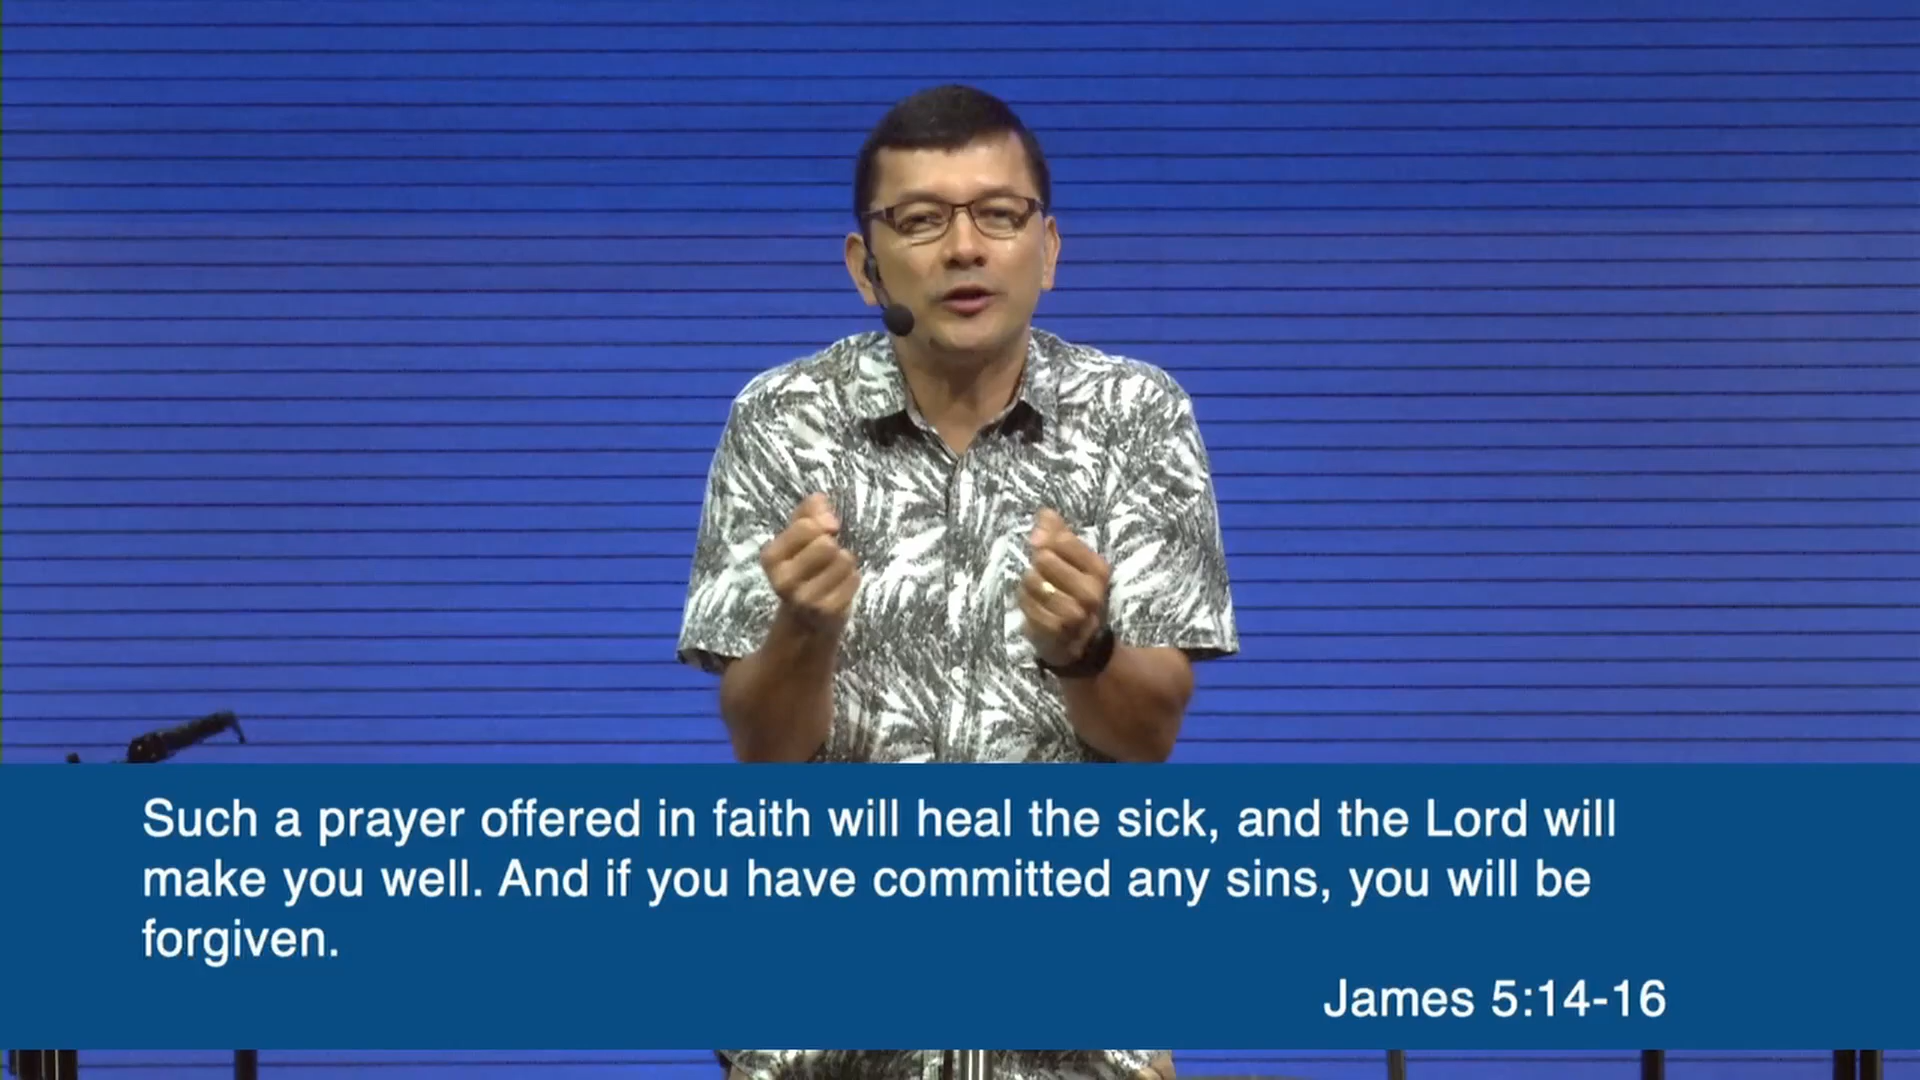 Such a prayer offered in faith will heal the sick, and the Lord will
make you well. And if you have committed any sins, you will be
forgiven.
James 5:14-16